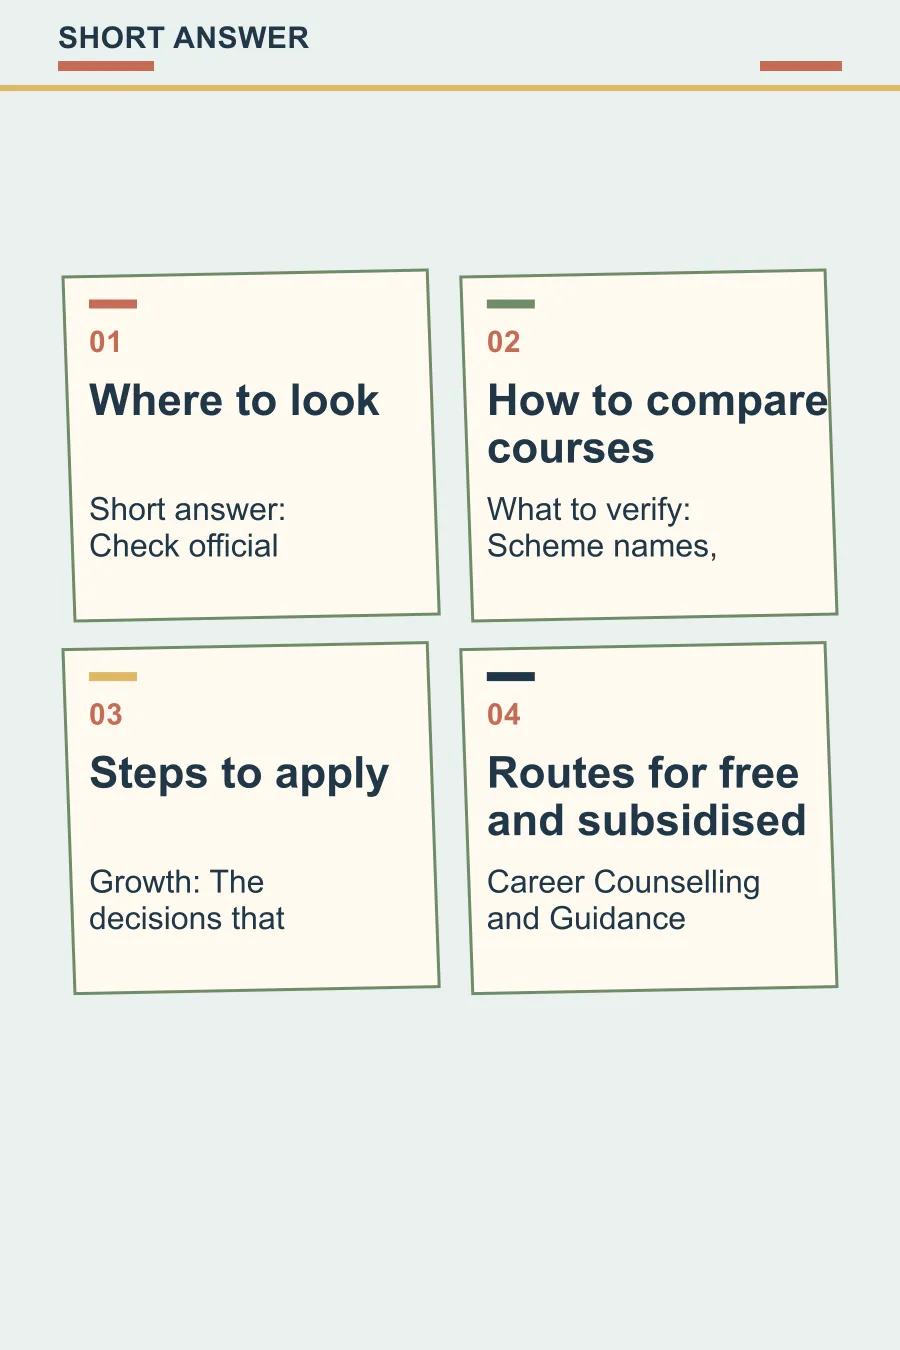 SHORT ANSWER
01
Where to look
Short answer:
Check official
02
How to compare
courses
What to verify:
Scheme names,
03
Steps to apply
Growth: The
decisions that
04
Routes for free
and subsidised
Career Counselling
and Guidance